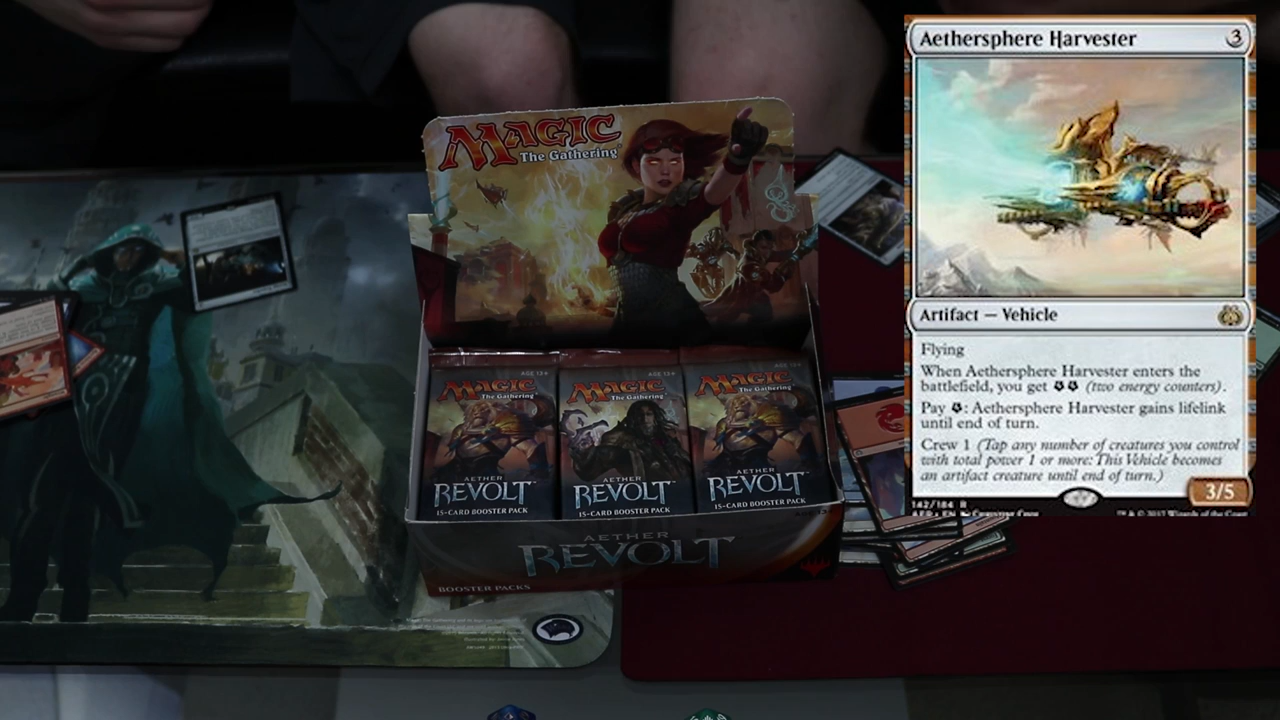 MAGIC
The Gathering
AGE 13+
MAGIC
The Gathering
AETHER
REVOLT
15-CARD BOOSTER PACK
AGE 13+
MAGIC
The Gathering
AETHER
REVOLT
15-CARD BOOSTER PACK
MAGIC
The Gathering
AETHER
REVOLT
15-CARD BOOSTER PACK
AETHER
REVOLT
BOOSTER PACKS
Aethersphere Harvester 3
Artifact — Vehicle
Flying
When Aethersphere Harvester enters the
battlefield, you get (two energy counters).
Pay : Aethersphere Harvester gains lifelink
until end of turn.
Crew 1 (Tap any number of creatures you control
with total power 1 or more: This Vehicle becomes
an artifact creature until end of turn.)
3/5
142/184 R